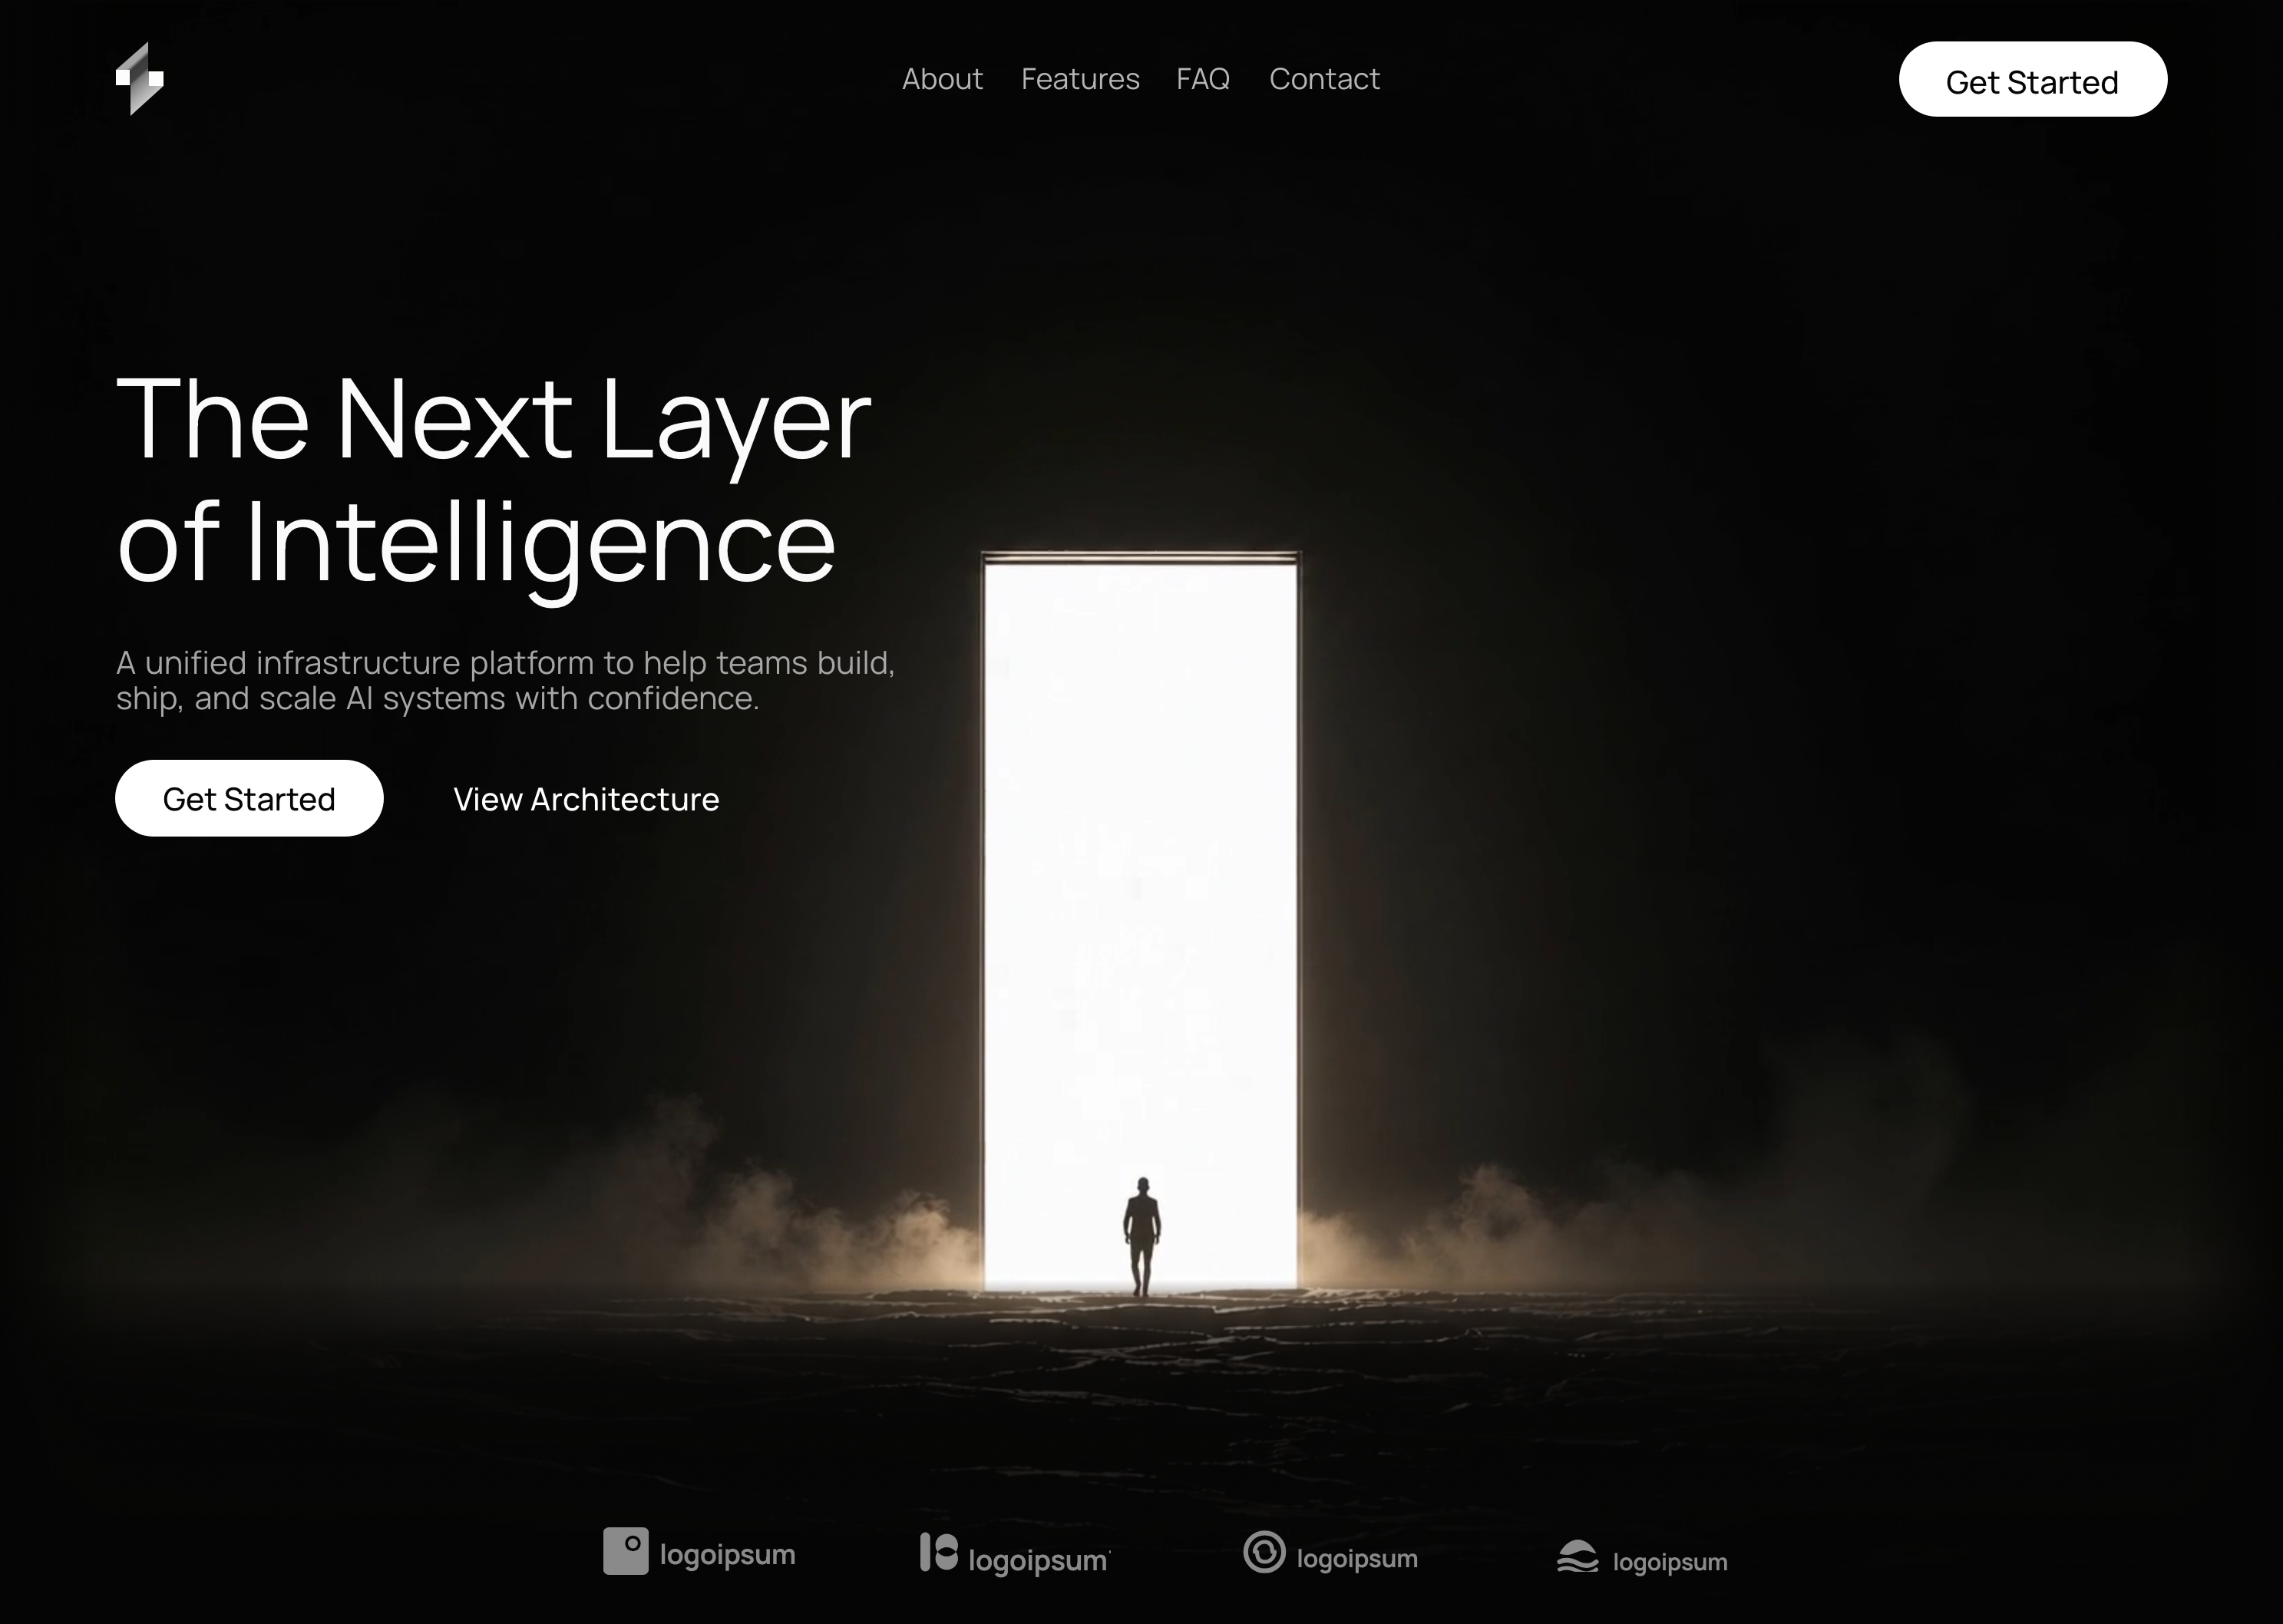 About Features FAQ Contact
Get Started
The Next Layer
of Intelligence
A unified infrastructure platform to help teams build,
ship, and scale AI systems with confidence.
Get Started
View Architecture
logoipsum
logoipsum
logoipsum
logoipsum